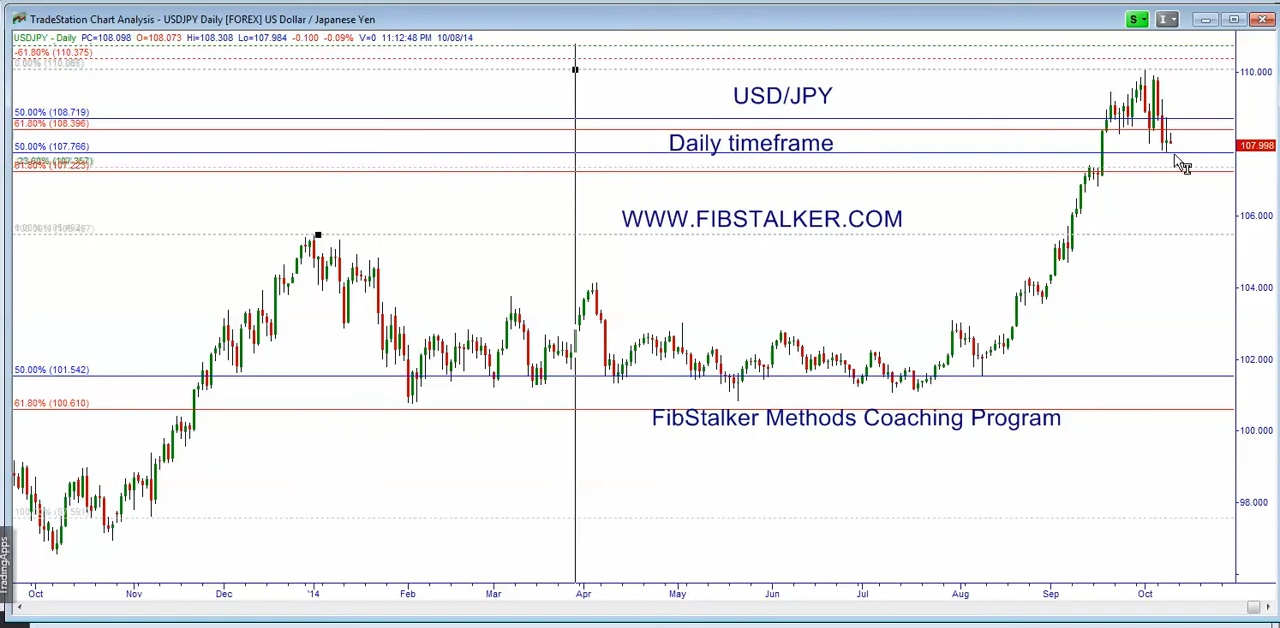 TradeStation Chart Analysis - USDJPY Daily [FOREX] US Dollar / Japanese Yen
S
I
USDJPY - Daily PC=108.098 O=108.073 Hi=108.308 Lo=107.984 -0.100 -0.09% V=0 11:12:48 PM 10/08/14
-61.80% (110.375)
0.00% (110.085)
110.000
USD/JPY
50.00% (108.719)
61.80% (108.396)
Daily timeframe
50.00% (107.766)
107.998
61.80% (107.223)
WWW.FIBSTALKER.COM
106.000
104.000
102.000
50.00% (101.542)
61.80% (100.610)
FibStalker Methods Coaching Program
100.000
98.000
TradingApps
Oct Nov Dec '14 Feb Mar Apr May Jun Jul Aug Sep Oct